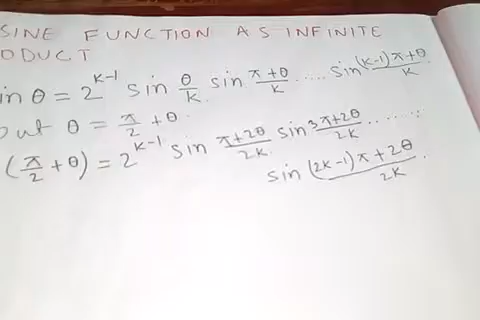 SINE FUNCTION AS INFINITE
ODUCT
in θ = 2^{K-1} sin θ/K sin (π+θ)/K ..... sin ((K-1)π+θ)/K
put θ = π/2 + θ.
(π/2 + θ) = 2^{K-1} sin (π+2θ)/2K sin (3π+2θ)/2K .......
sin ((2K-1)π+2θ)/2K.